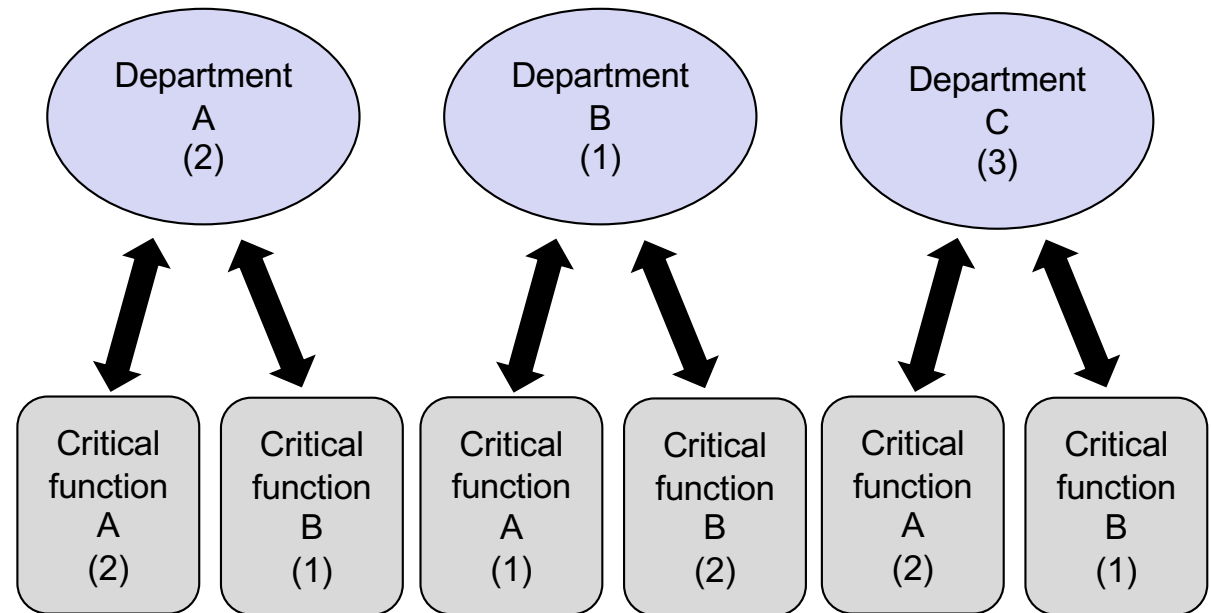 Department
A
(2)
Department
B
(1)
Department
C
(3)
Critical
function
A
(2)
Critical
function
B
(1)
Critical
function
A
(1)
Critical
function
B
(2)
Critical
function
A
(2)
Critical
function
B
(1)